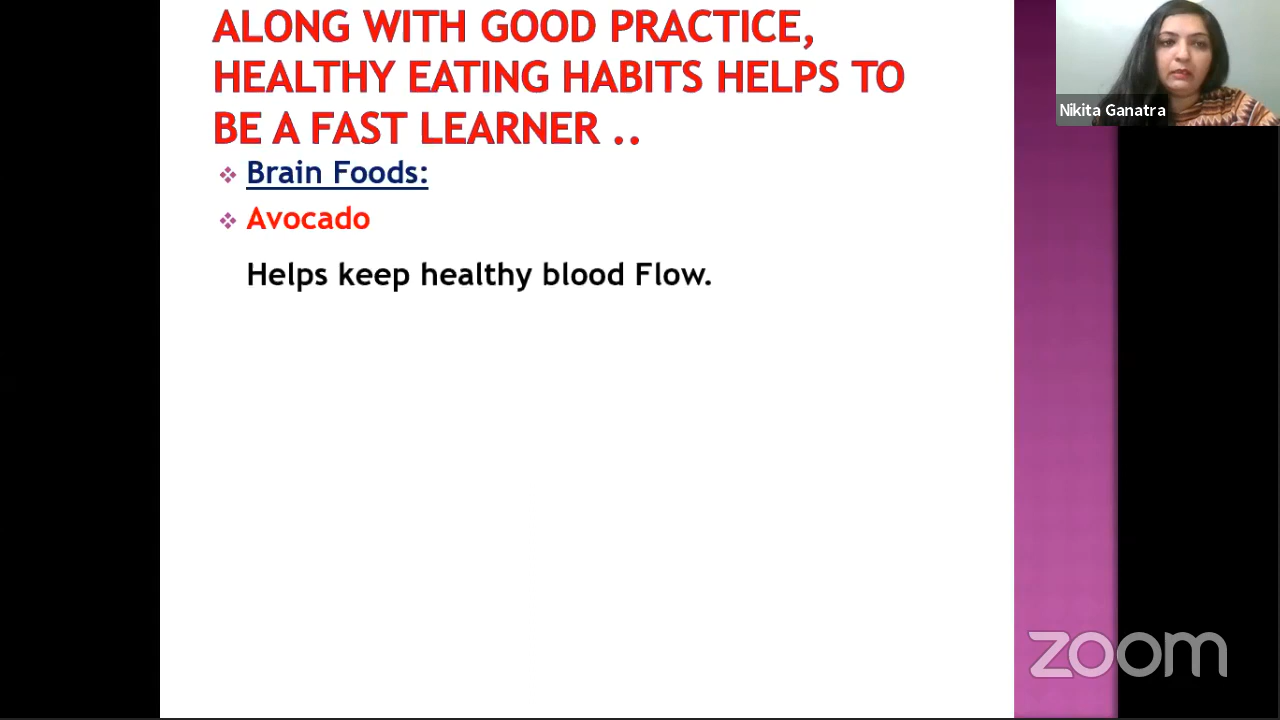 ALONG WITH GOOD PRACTICE,
HEALTHY EATING HABITS HELPS TO
BE A FAST LEARNER ..
Brain Foods:
Avocado
Helps keep healthy blood Flow.
Nikita Ganatra
zoom